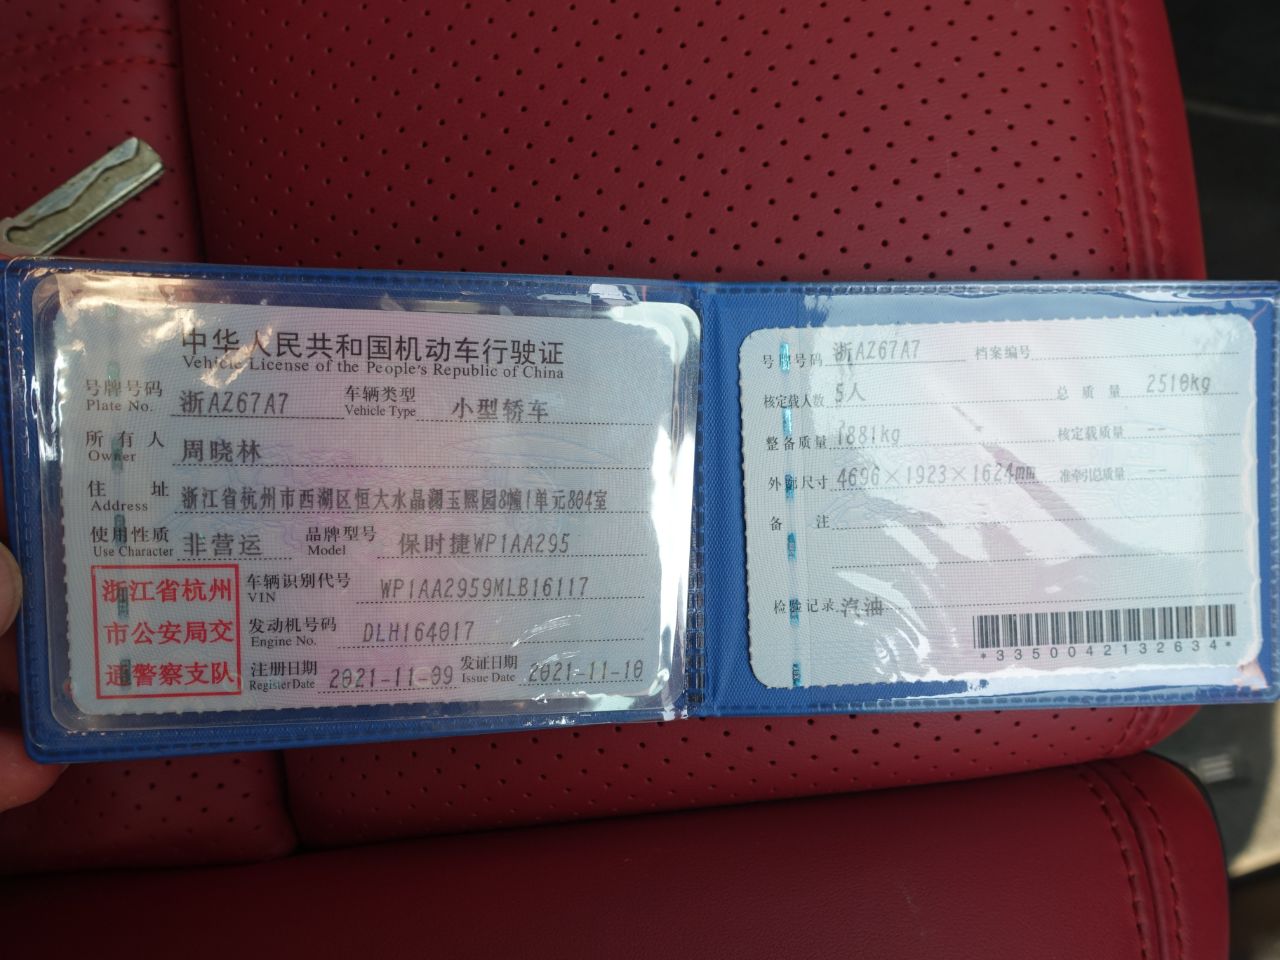 中华人民共和国机动车行驶证
Vehicle License of the People's Republic of China
号牌号码 浙AZ67A7 车辆类型 小型轿车
Plate No. Vehicle Type
所有人 周晓林
Owner
住址 浙江省杭州市西湖区恒大水晶澜玉熙园8幢1单元804室
Address
使用性质 非营运 品牌型号 保时捷WP1AA295
Use Character Model
浙江省杭州
市公安局交
通警察支队
车辆识别代号 WP1AA2959MLB16117
VIN
发动机号码 DLH164017
Engine No.
注册日期 2021-11-09 发证日期 2021-11-10
Register Date Issue Date
号牌号码 浙AZ67A7 档案编号
核定载人数 5人 总质量 2510kg
整备质量 1881kg 核定载质量 --
外廓尺寸 4696×1923×1624mm 准牵引总质量 --
备注
检验记录 汽油
*3350042132634*